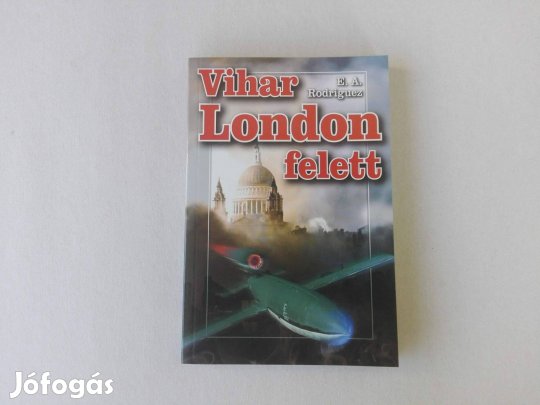 Vihar
E. A.
Rodriguez
London
felett
Jófogás